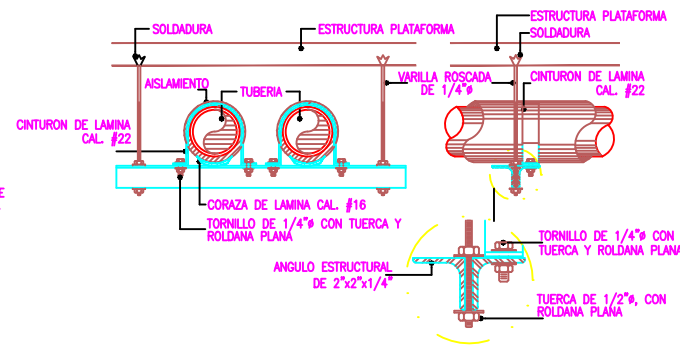 SOLDADURA
ESTRUCTURA PLATAFORMA
ESTRUCTURA PLATAFORMA
SOLDADURA
AISLAMIENTO
TUBERIA
VARILLA ROSCADA
DE 1/4"ø
CINTURON DE LAMINA
CAL. #22
CINTURON DE LAMINA
CAL. #22
CORAZA DE LAMINA CAL. #16
TORNILLO DE 1/4"ø CON TUERCA Y
ROLDANA PLANA
ANGULO ESTRUCTURAL
DE 2"x2"x1/4"
TORNILLO DE 1/4"ø CON
TUERCA Y ROLDANA PLANA
TUERCA DE 1/2"ø, CON
ROLDANA PLANA